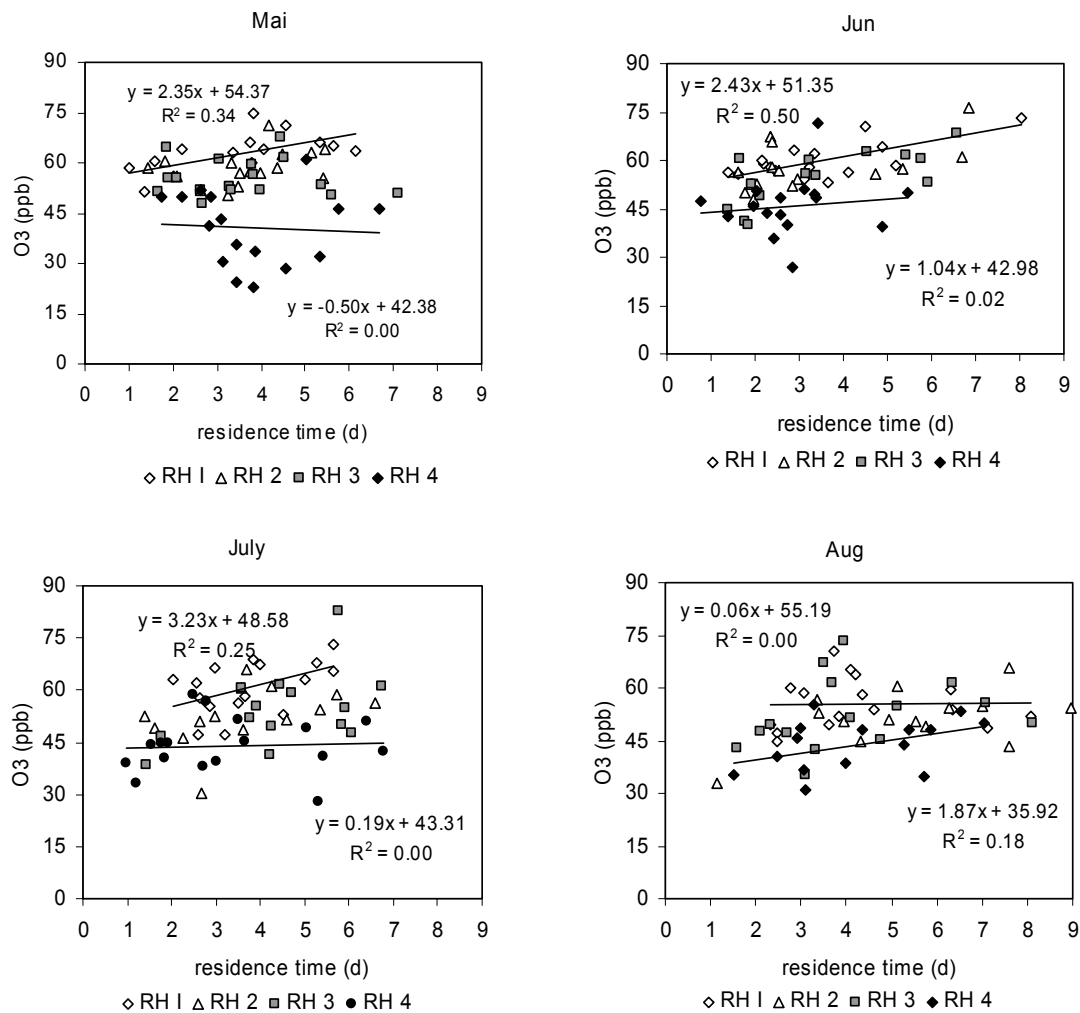 Mai
90
y = 2.35x + 54.37
R² = 0.34
75
60
45
30
15
0
O3 (ppb)
y = -0.50x + 42.38
R² = 0.00
0 1 2 3 4 5 6 7 8 9
residence time (d)
RH I RH 2 RH 3 RH 4
Jun
90
y = 2.43x + 51.35
R² = 0.50
75
60
45
30
15
0
O3 (ppb)
y = 1.04x + 42.98
R² = 0.02
0 1 2 3 4 5 6 7 8 9
residence time (d)
RH I RH 2 RH 3 RH 4
July
90
y = 3.23x + 48.58
R² = 0.25
75
60
45
30
15
0
O3 (ppb)
y = 0.19x + 43.31
R² = 0.00
0 1 2 3 4 5 6 7 8 9
residence time (d)
RH I RH 2 RH 3 RH 4
Aug
90
y = 0.06x + 55.19
R² = 0.00
75
60
45
30
15
0
O3 (ppb)
y = 1.87x + 35.92
R² = 0.18
0 1 2 3 4 5 6 7 8 9
residence time (d)
RH I RH 2 RH 3 RH 4